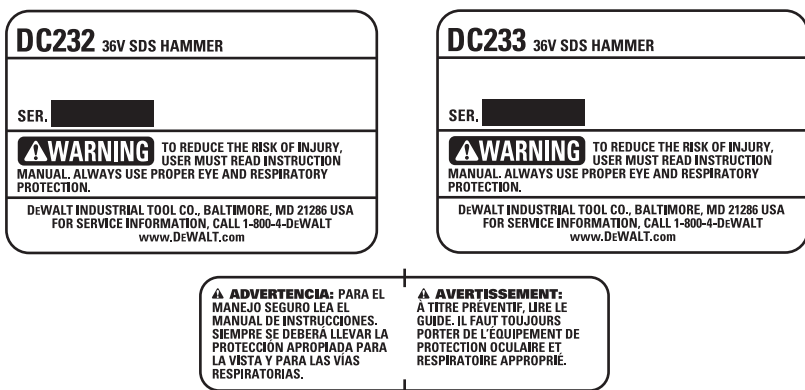 DC232 36V SDS HAMMER
SER.
WARNING TO REDUCE THE RISK OF INJURY,
USER MUST READ INSTRUCTION
MANUAL. ALWAYS USE PROPER EYE AND RESPIRATORY
PROTECTION.
DEWALT INDUSTRIAL TOOL CO., BALTIMORE, MD 21286 USA
FOR SERVICE INFORMATION, CALL 1-800-4-DEWALT
www.DEWALT.com
DC233 36V SDS HAMMER
SER.
WARNING TO REDUCE THE RISK OF INJURY,
USER MUST READ INSTRUCTION
MANUAL. ALWAYS USE PROPER EYE AND RESPIRATORY
PROTECTION.
DEWALT INDUSTRIAL TOOL CO., BALTIMORE, MD 21286 USA
FOR SERVICE INFORMATION, CALL 1-800-4-DEWALT
www.DEWALT.com
ADVERTENCIA: PARA EL
MANEJO SEGURO LEA EL
MANUAL DE INSTRUCCIONES.
SIEMPRE SE DEBERÁ LLEVAR LA
PROTECCIÓN APROPIADA PARA
LA VISTA Y PARA LAS VÍAS
RESPIRATORIAS.
AVERTISSEMENT:
À TITRE PRÉVENTIF, LIRE LE
GUIDE. IL FAUT TOUJOURS
PORTER DE L'ÉQUIPEMENT DE
PROTECTION OCULAIRE ET
RESPIRATOIRE APPROPRIÉ.